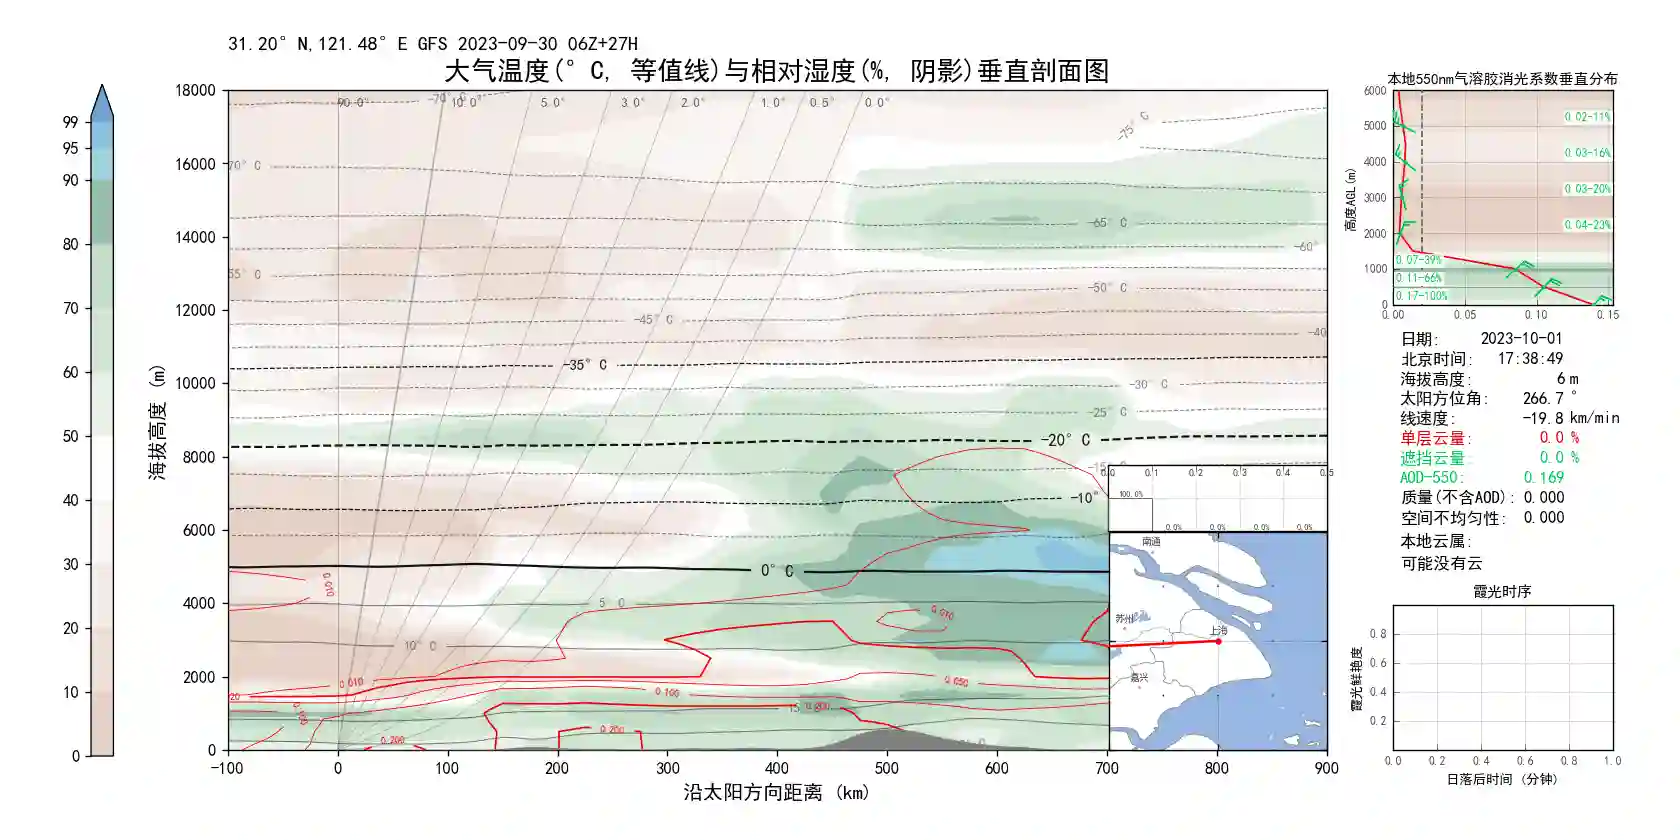 31.20° N,121.48° E GFS 2023-09-30 06Z+27H
大气温度(° C, 等值线)与相对湿度(%, 阴影)垂直剖面图
99
95
90
80
70
60
50
40
30
20
10
0
海拔高度 (m)
18000
16000
14000
12000
10000
8000
6000
4000
2000
0
90.0°
-70° C
10.0°
5.0°
3.0°
2.0°
1.0°
0.5°
0.0°
-75° C
70° C
-65° C
-60°
55° C
-50° C
-45° C
-40
-35° C
-30° C
-25° C
-20° C
-15
-10°
0° C
5 0
10° C
15
0.010
0.010
0.010
0.050
0.100
0.100
0.200
0.200
0.200
20
-100
0
100
200
300
400
500
600
700
800
900
沿太阳方向距离 (km)
0.0
0.1
0.2
0.3
0.4
0.5
100.0%
0.0%
0.0%
0.0%
0.0%
南通
苏州
上海
嘉兴
本地550nm气溶胶消光系数垂直分布
高度AGL(m)
6000
5000
4000
3000
2000
1000
0
0.02-11%
0.03-16%
0.03-20%
0.04-23%
0.07-39%
0.11-66%
0.17-100%
0.00
0.05
0.10
0.15
日期: 2023-10-01
北京时间: 17:38:49
海拔高度: 6 m
太阳方位角: 266.7 °
线速度: -19.8 km/min
单层云量: 0.0 %
遮挡云量: 0.0 %
AOD-550: 0.169
质量(不含AOD): 0.000
空间不均匀性: 0.000
本地云属:
可能没有云
霞光时序
霞光鲜艳度
0.8
0.6
0.4
0.2
0.0
0.2
0.4
0.6
0.8
1.0
日落后时间 (分钟)